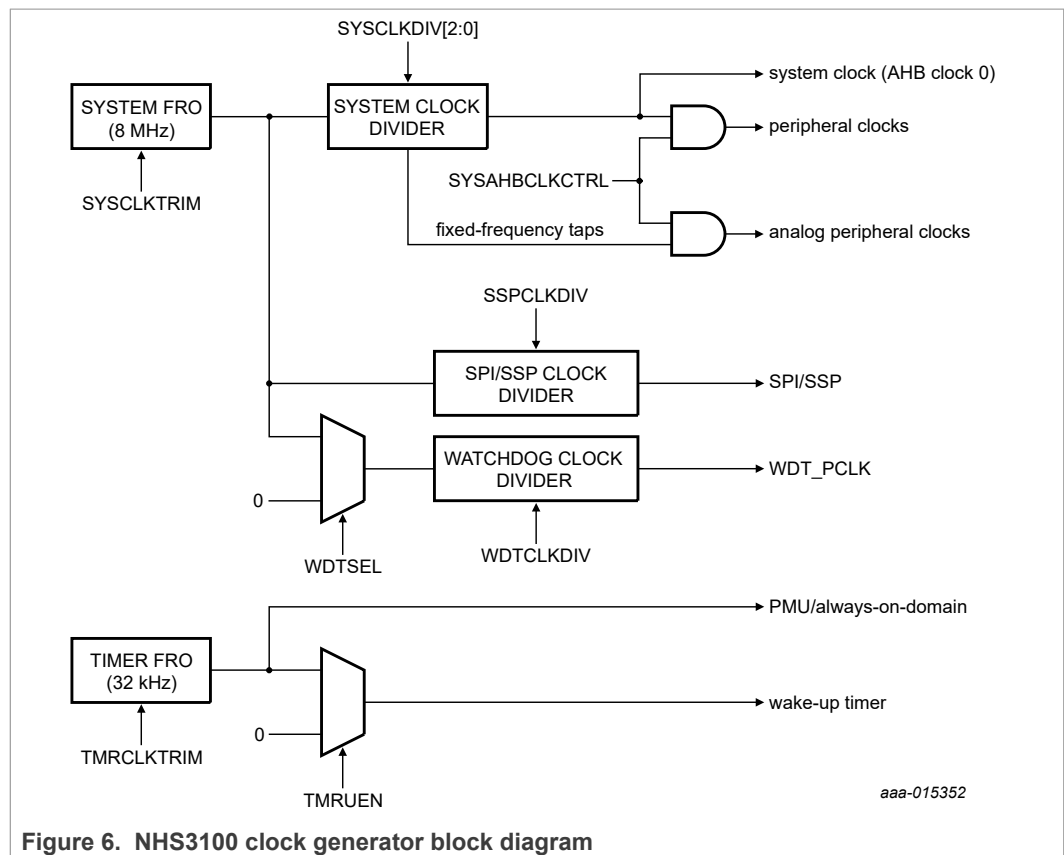 SYSCLKDIV[2:0]
SYSTEM FRO
(8 MHz)
SYSTEM CLOCK
DIVIDER
system clock (AHB clock 0)
peripheral clocks
SYSCLKTRIM
SYSAHBCLKCTRL
fixed-frequency taps
analog peripheral clocks
SSPCLKDIV
SPI/SSP CLOCK
DIVIDER
SPI/SSP
WATCHDOG CLOCK
DIVIDER
WDT_PCLK
0
WDTSEL
WDTCLKDIV
PMU/always-on-domain
TIMER FRO
(32 kHz)
wake-up timer
0
TMRCLKTRIM
TMRUEN
aaa-015352
Figure 6. NHS3100 clock generator block diagram